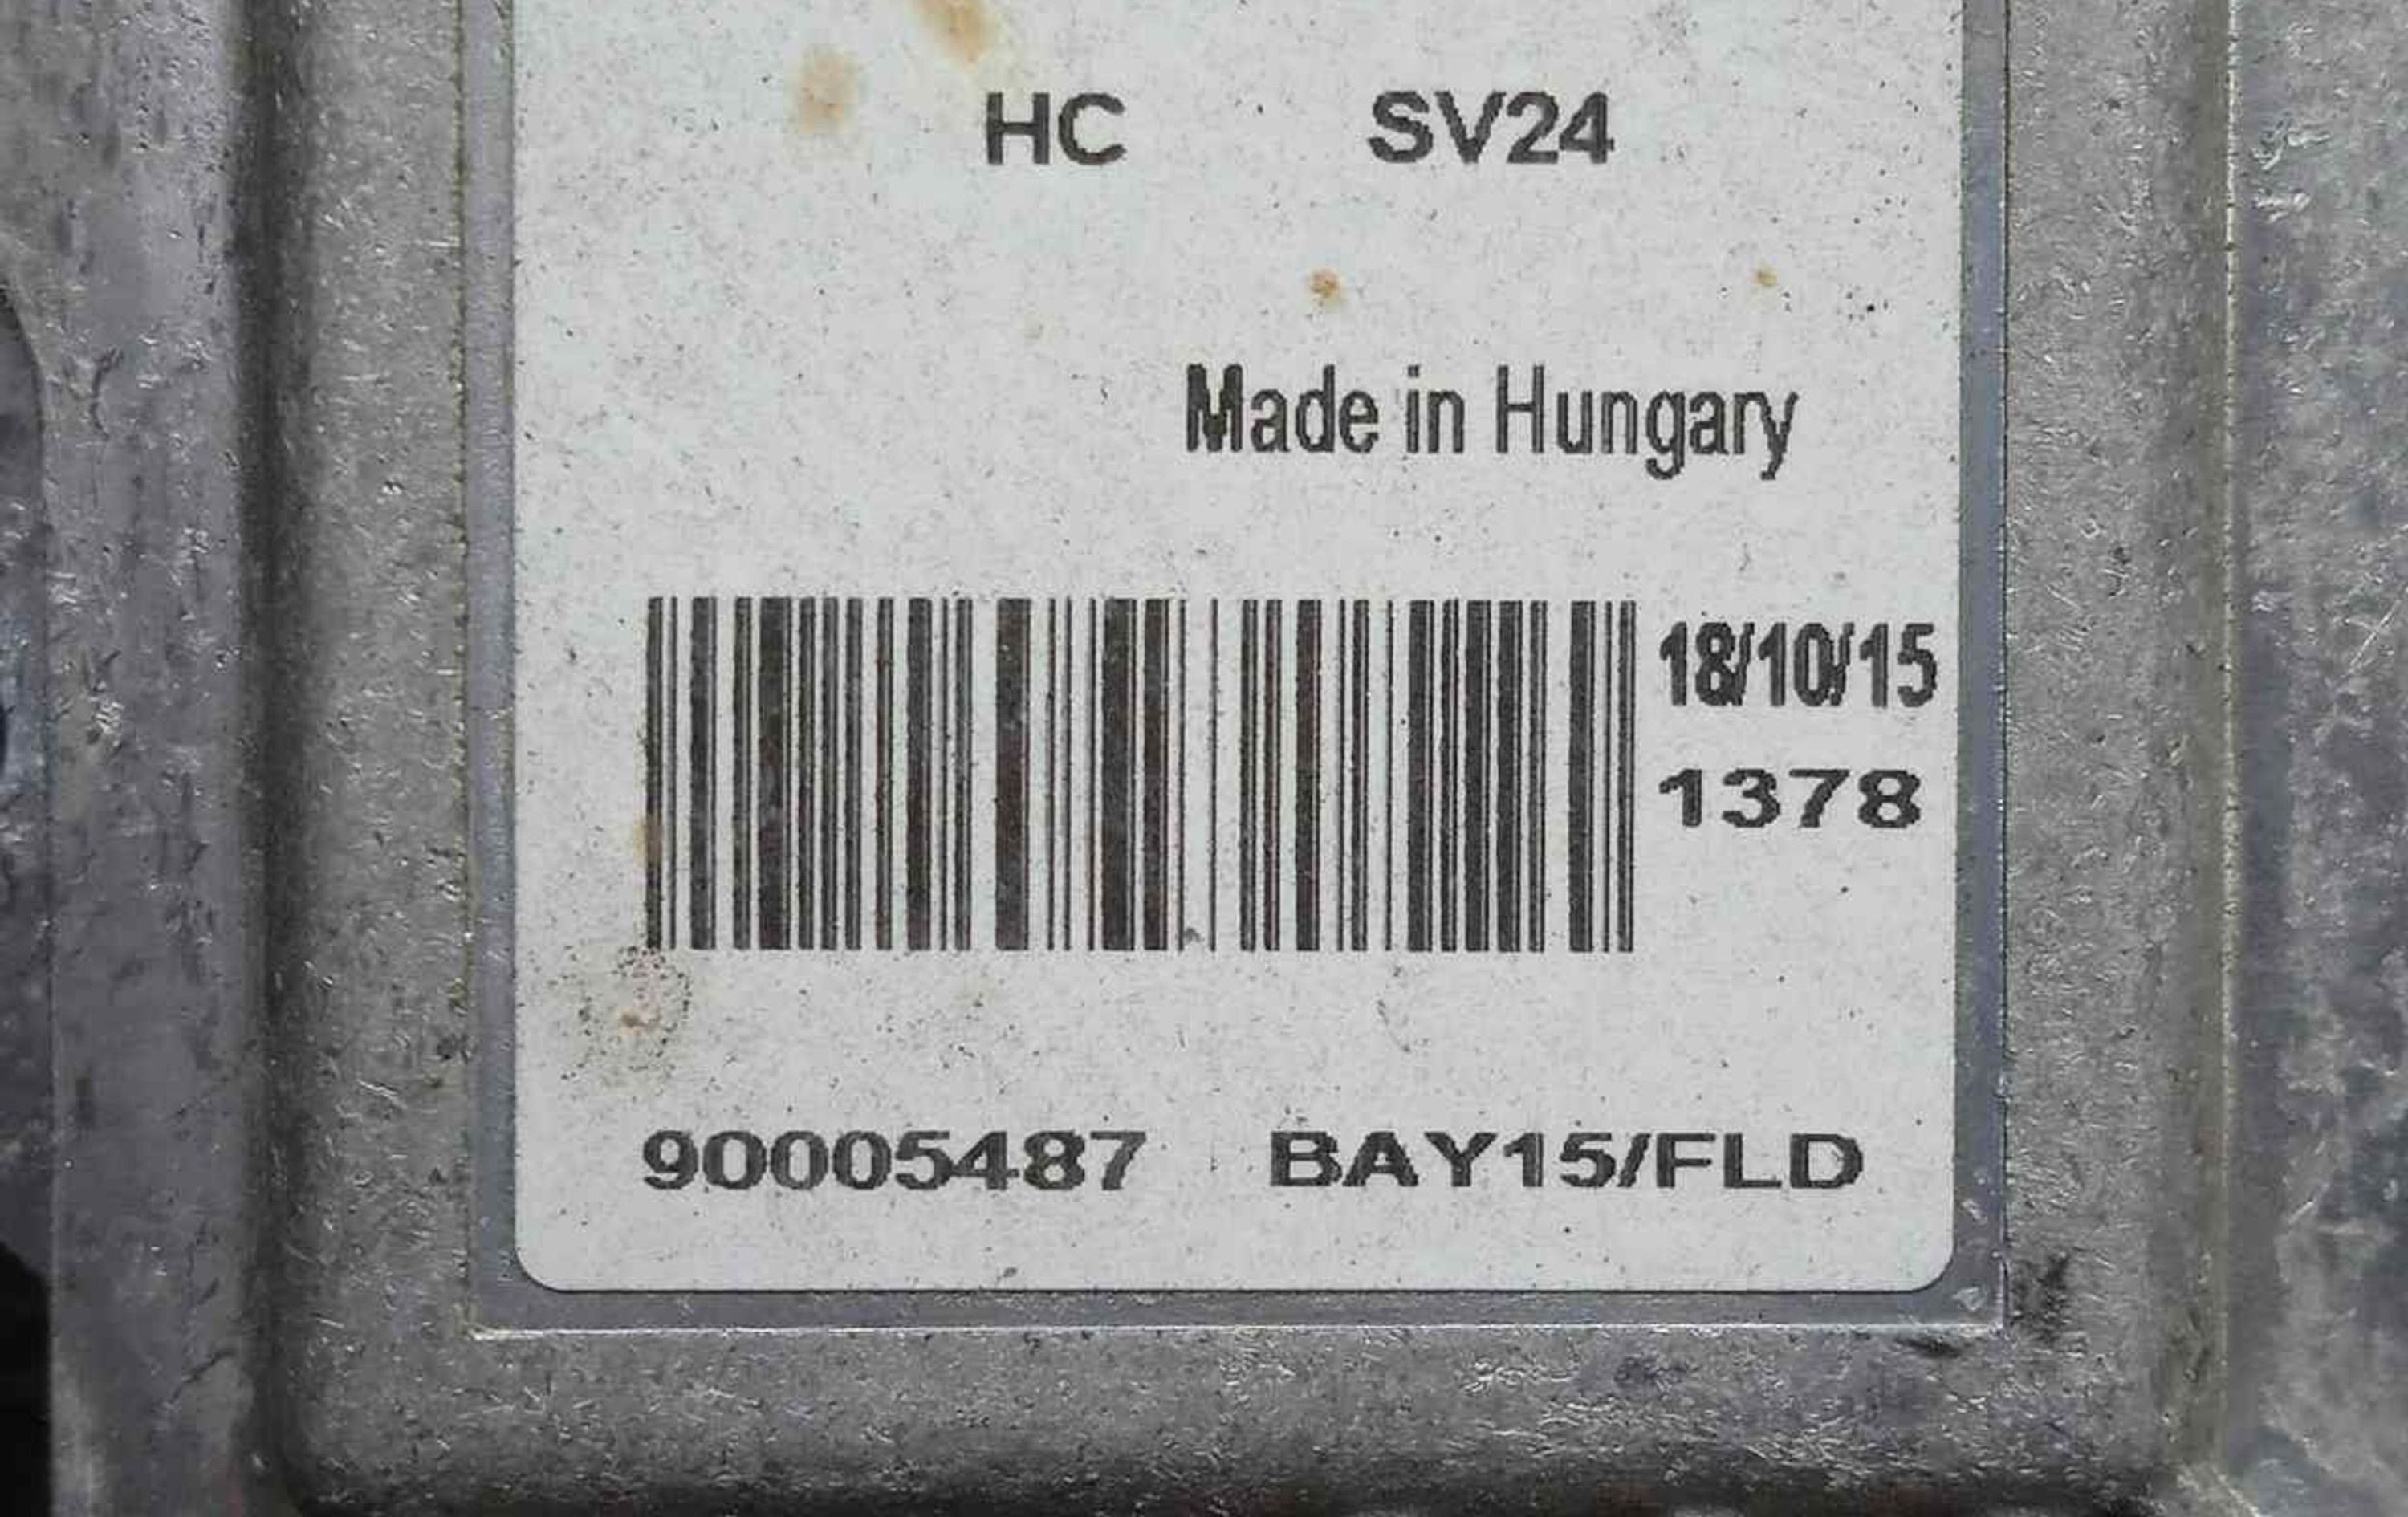 HC SV24
Made in Hungary
18/10/15
1378
90005487 BAY15/FLD